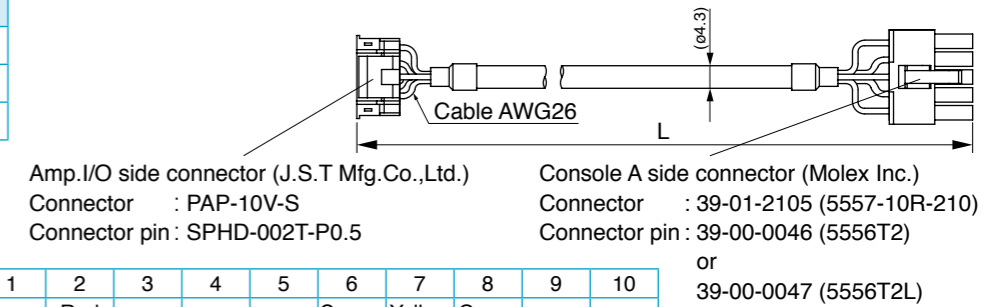 (ø4.3)
Cable AWG26
L
Amp.I/O side connector (J.S.T Mfg.Co.,Ltd.)
Connector : PAP-10V-S
Connector pin : SPHD-002T-P0.5
Console A side connector (Molex Inc.)
Connector : 39-01-2105 (5557-10R-210)
Connector pin : 39-00-0046 (5556T2)
or
39-00-0047 (5556T2L)
1 2 3 4 5 6 7 8 9 10